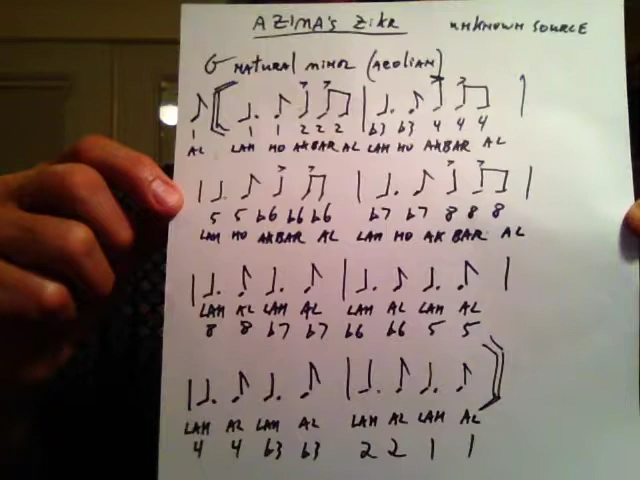 AZIMA'S ZIKR UNKNOWN SOURCE
G NATURAL MINOR (AEOLIAN)
1 1 1 2 2 2 b3 b3 4 4 4
AL LAH HO AKBAR AL LAH HU AKBAR AL
5 5 b6 b6 b6 b7 b7 8 8 8
LAH HO AKBAR AL LAH HO AK BAR AL
LAH AL LAH AL LAH AL LAH AL
8 8 b7 b7 b6 b6 5 5
LAH AL LAH AL LAH AL LAH AL
4 4 b3 b3 2 2 1 1